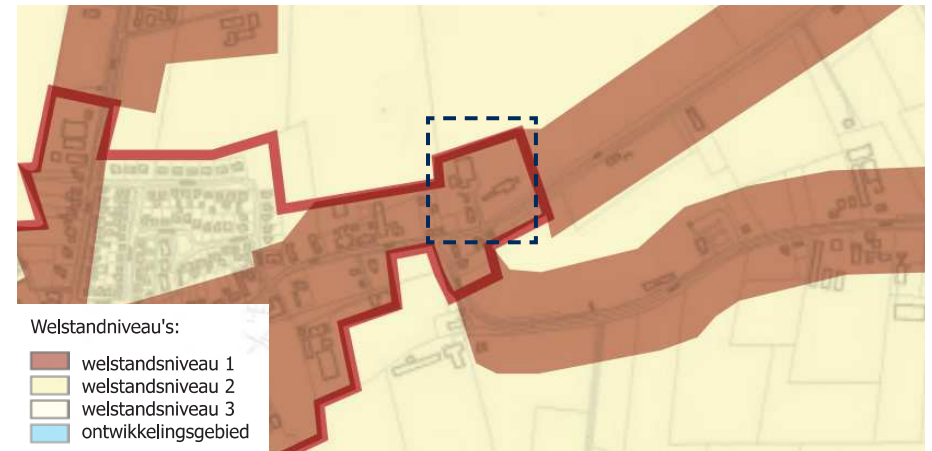 Welstandniveau's:
welstandsniveau 1
welstandsniveau 2
welstandsniveau 3
ontwikkelingsgebied